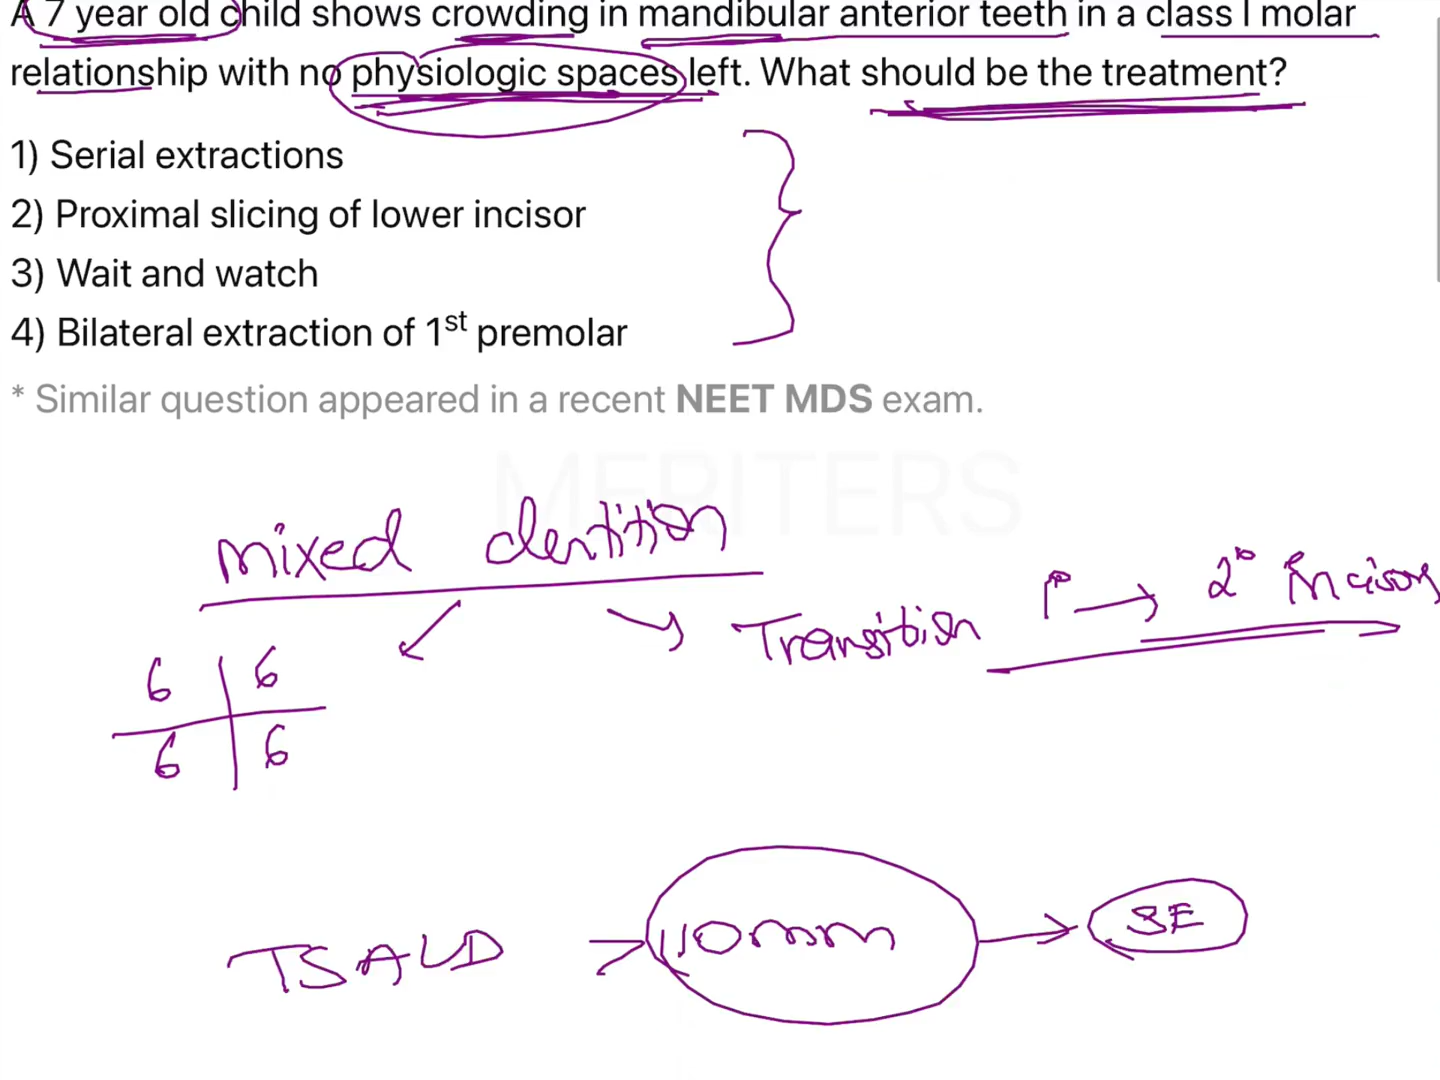 A 7 year old child shows crowding in mandibular anterior teeth in a class I molar
relationship with no physiologic spaces left. What should be the treatment?
1) Serial extractions
2) Proximal slicing of lower incisor
3) Wait and watch
4) Bilateral extraction of 1st premolar
* Similar question appeared in a recent NEET MDS exam.
MERITERS
mixed dentition
Transition P → 2° Incisors
6 | 6
6 | 6
TSALD > 10mm → SE